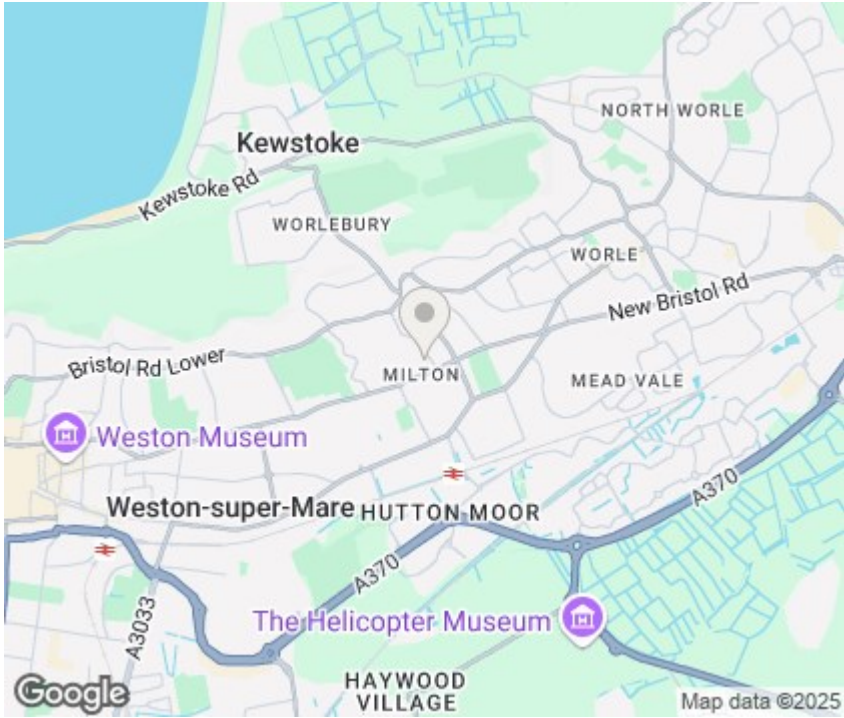 NORTH WORLE
Kewstoke
Kewstoke Rd
WORLEBURY
WORLE
New Bristol Rd
Bristol Rd Lower
MILTON
MEAD VALE
Weston Museum
A370
Weston-super-Mare
HUTTON MOOR
A370
A3033
The Helicopter Museum
HAYWOOD
VILLAGE
Google
Map data ©2025